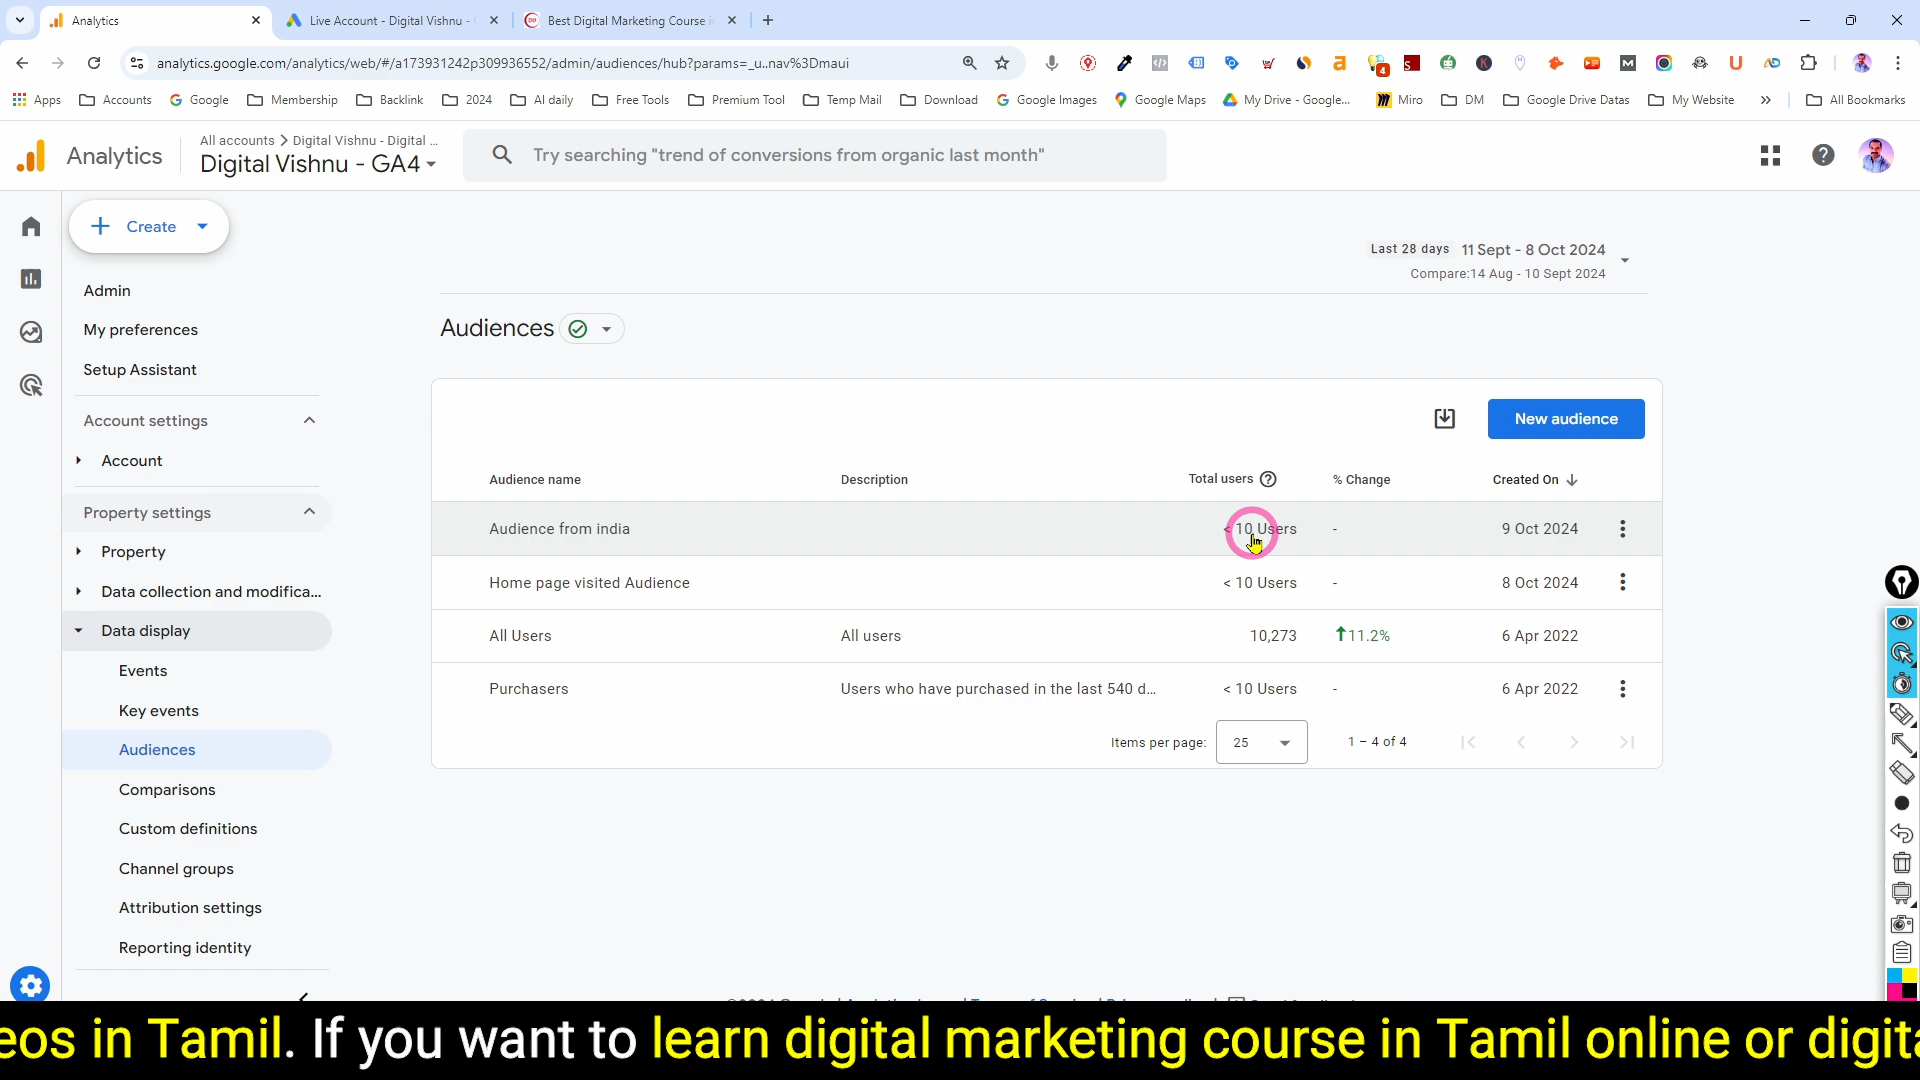 Analytics
Live Account - Digital Vishnu -
Best Digital Marketing Course i
analytics.google.com/analytics/web/#/a173931242p309936552/admin/audiences/hub?params=_u..nav%3Dmaui
4
Apps
Accounts
Google
Membership
Backlink
2024
AI daily
Free Tools
Premium Tool
Temp Mail
Download
Google Images
Google Maps
My Drive - Google...
Miro
DM
Google Drive Datas
My Website
All Bookmarks
Analytics
All accounts > Digital Vishnu - Digital ...
Digital Vishnu - GA4
Try searching "trend of conversions from organic last month"
Create
Last 28 days 11 Sept - 8 Oct 2024
Compare:14 Aug - 10 Sept 2024
Admin
My preferences
Setup Assistant
Account settings
Account
Property settings
Property
Data collection and modifica...
Data display
Events
Key events
Audiences
Comparisons
Custom definitions
Channel groups
Attribution settings
Reporting identity
Audiences
New audience
Audience name Description Total users % Change Created On
Audience from india < 10 Users - 9 Oct 2024
Home page visited Audience < 10 Users - 8 Oct 2024
All Users All users 10,273 11.2% 6 Apr 2022
Purchasers Users who have purchased in the last 540 d... < 10 Users - 6 Apr 2022
Items per page: 25 1 – 4 of 4
eos in Tamil. If you want to learn digital marketing course in Tamil online or digita